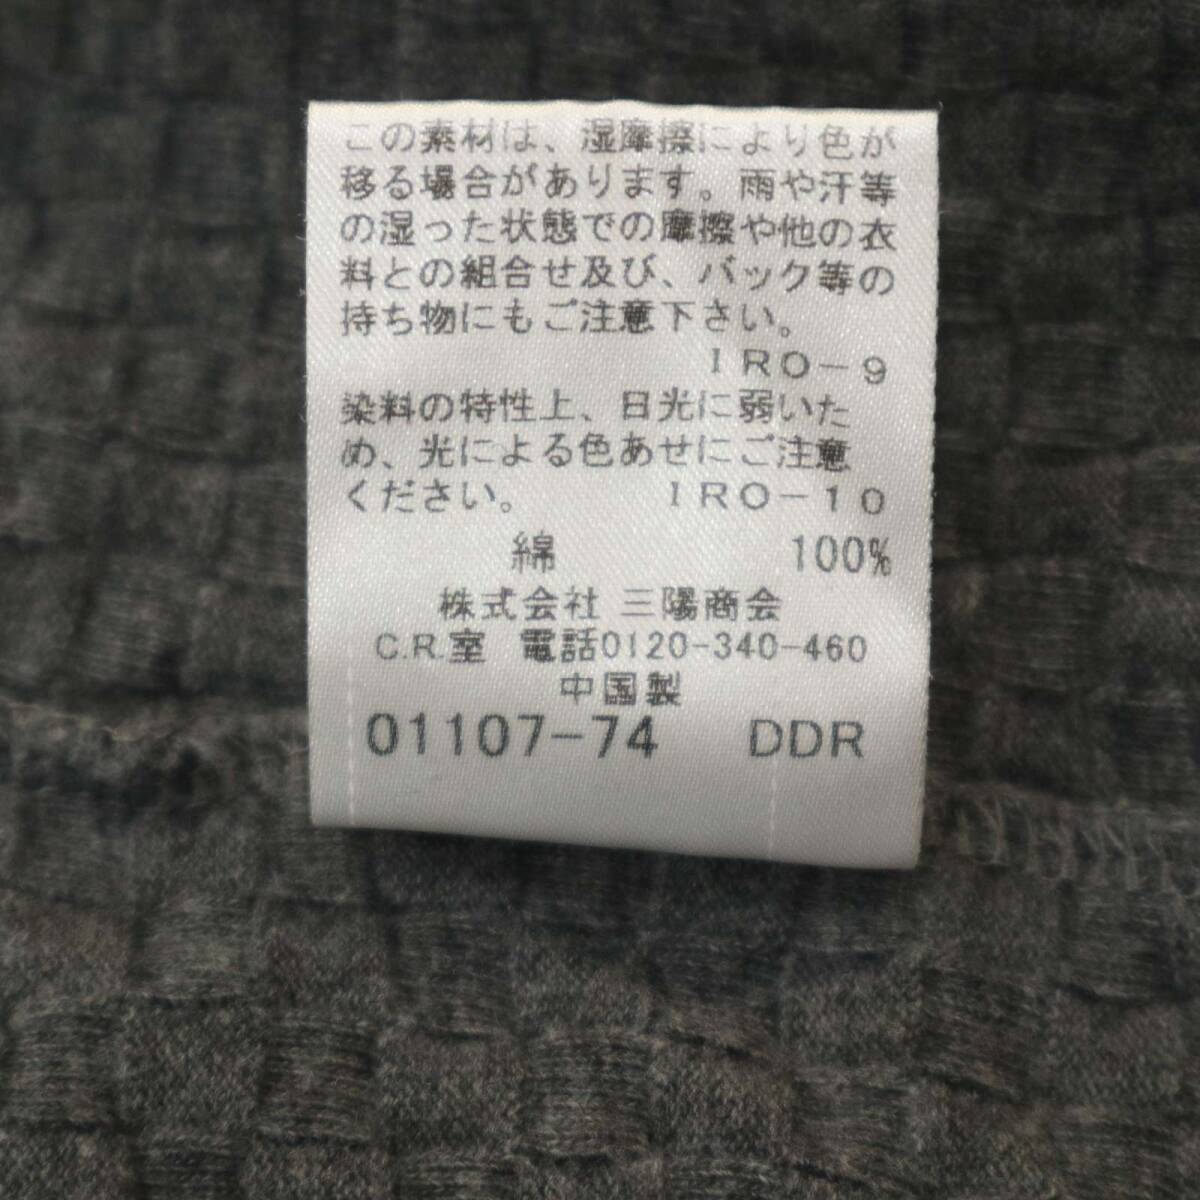 この素材は、湿摩擦により色が
移る場合があります。雨や汗等
の湿った状態での摩擦や他の衣
料との組合せ及び、バック等の
持ち物にもご注意下さい。
IRO-9
染料の特性上、日光に弱いた
め、光による色あせにご注意
ください。 IRO-10
綿 100%
株式会社 三陽商会
C.R.室 電話0120-340-460
中国製
01107-74 DDR